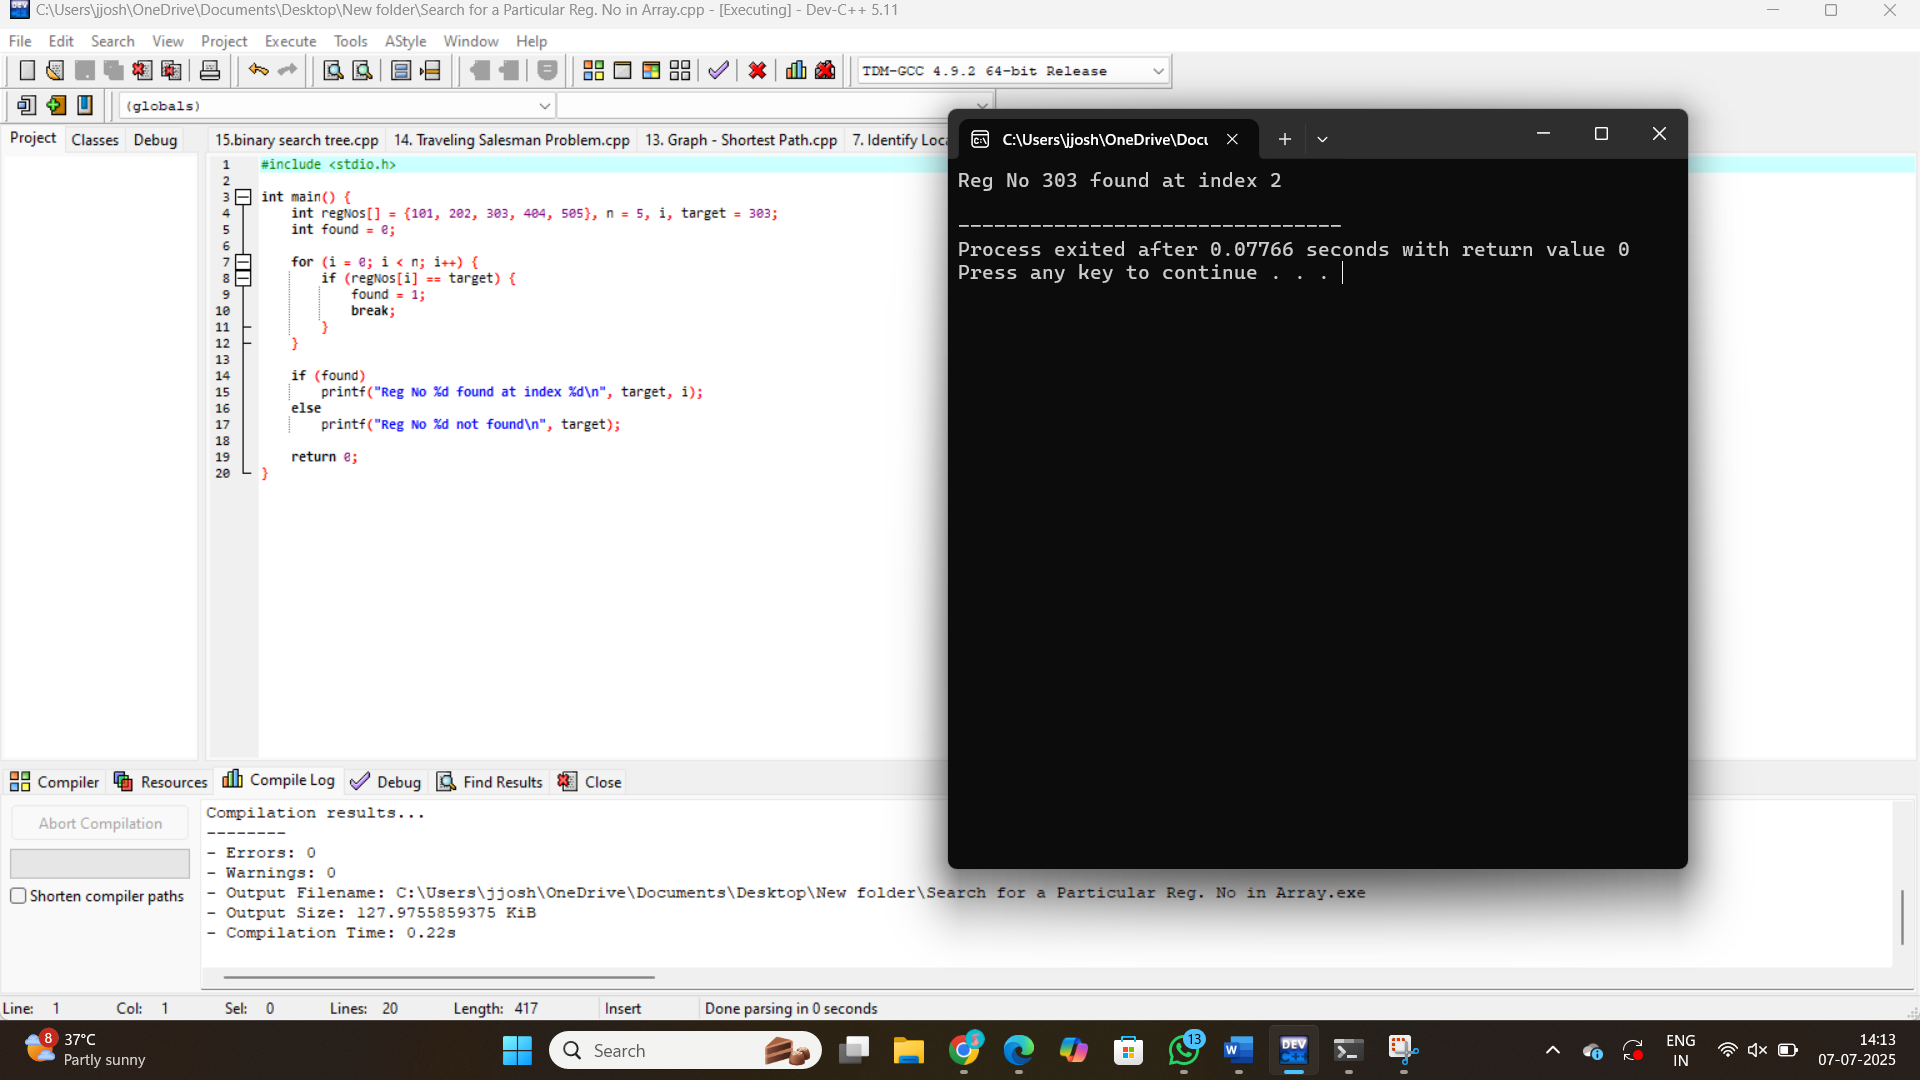 C:\Users\jjosh\OneDrive\Documents\Desktop\New folder\Search for a Particular Reg. No in Array.cpp - [Executing] - Dev-C++ 5.11
File Edit Search View Project Execute Tools AStyle Window Help
TDM-GCC 4.9.2 64-bit Release
(globals)
Project Classes Debug
15.binary search tree.cpp 14. Traveling Salesman Problem.cpp 13. Graph - Shortest Path.cpp 7. Identify Loca
1 #include <stdio.h>
2
3 int main() {
4 int regNos[] = {101, 202, 303, 404, 505}, n = 5, i, target = 303;
5 int found = 0;
6
7 for (i = 0; i < n; i++) {
8 if (regNos[i] == target) {
9 found = 1;
10 break;
11 }
12 }
13
14 if (found)
15 printf("Reg No %d found at index %d\n", target, i);
16 else
17 printf("Reg No %d not found\n", target);
18
19 return 0;
20 }
C:\Users\jjosh\OneDrive\Docu
Reg No 303 found at index 2
--------------------------------
Process exited after 0.07766 seconds with return value 0
Press any key to continue . . .
Compiler Resources Compile Log Debug Find Results Close
Abort Compilation
Shorten compiler paths
Compilation results...
--------
- Errors: 0
- Warnings: 0
- Output Filename: C:\Users\jjosh\OneDrive\Documents\Desktop\New folder\Search for a Particular Reg. No in Array.exe
- Output Size: 127.9755859375 KiB
- Compilation Time: 0.22s
Line: 1 Col: 1 Sel: 0 Lines: 20 Length: 417 Insert Done parsing in 0 seconds
8
37°C
Partly sunny
Search
13
W
DEV
C++
ENG
IN
14:13
07-07-2025